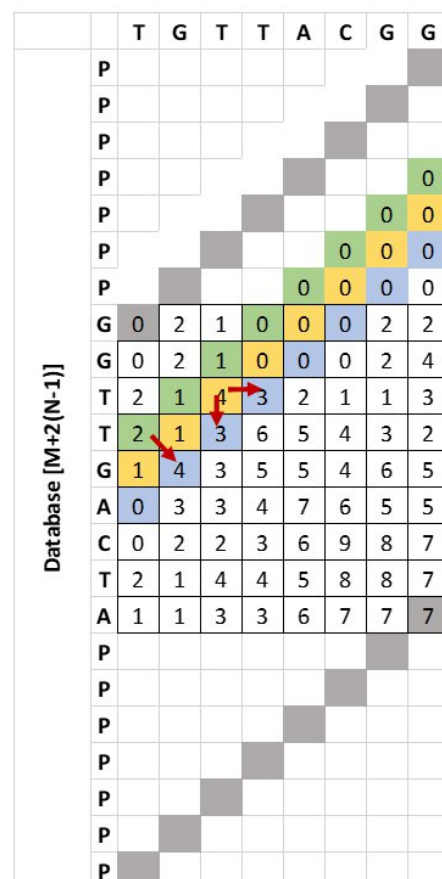 T G T T A C G G
P
P
P
P 0
P 0 0
P 0 0 0
P 0 0 0 0
G 0 2 1 0 0 0 2 2
G 0 2 1 0 0 0 2 4
T 2 1 4 3 2 1 1 3
T 2 1 3 6 5 4 3 2
G 1 4 3 5 5 4 6 5
A 0 3 3 4 7 6 5 5
C 0 2 2 3 6 9 8 7
T 2 1 4 4 5 8 8 7
A 1 1 3 3 6 7 7 7
P
P
P
P
P
P
P
Database [M+2(N-1)]